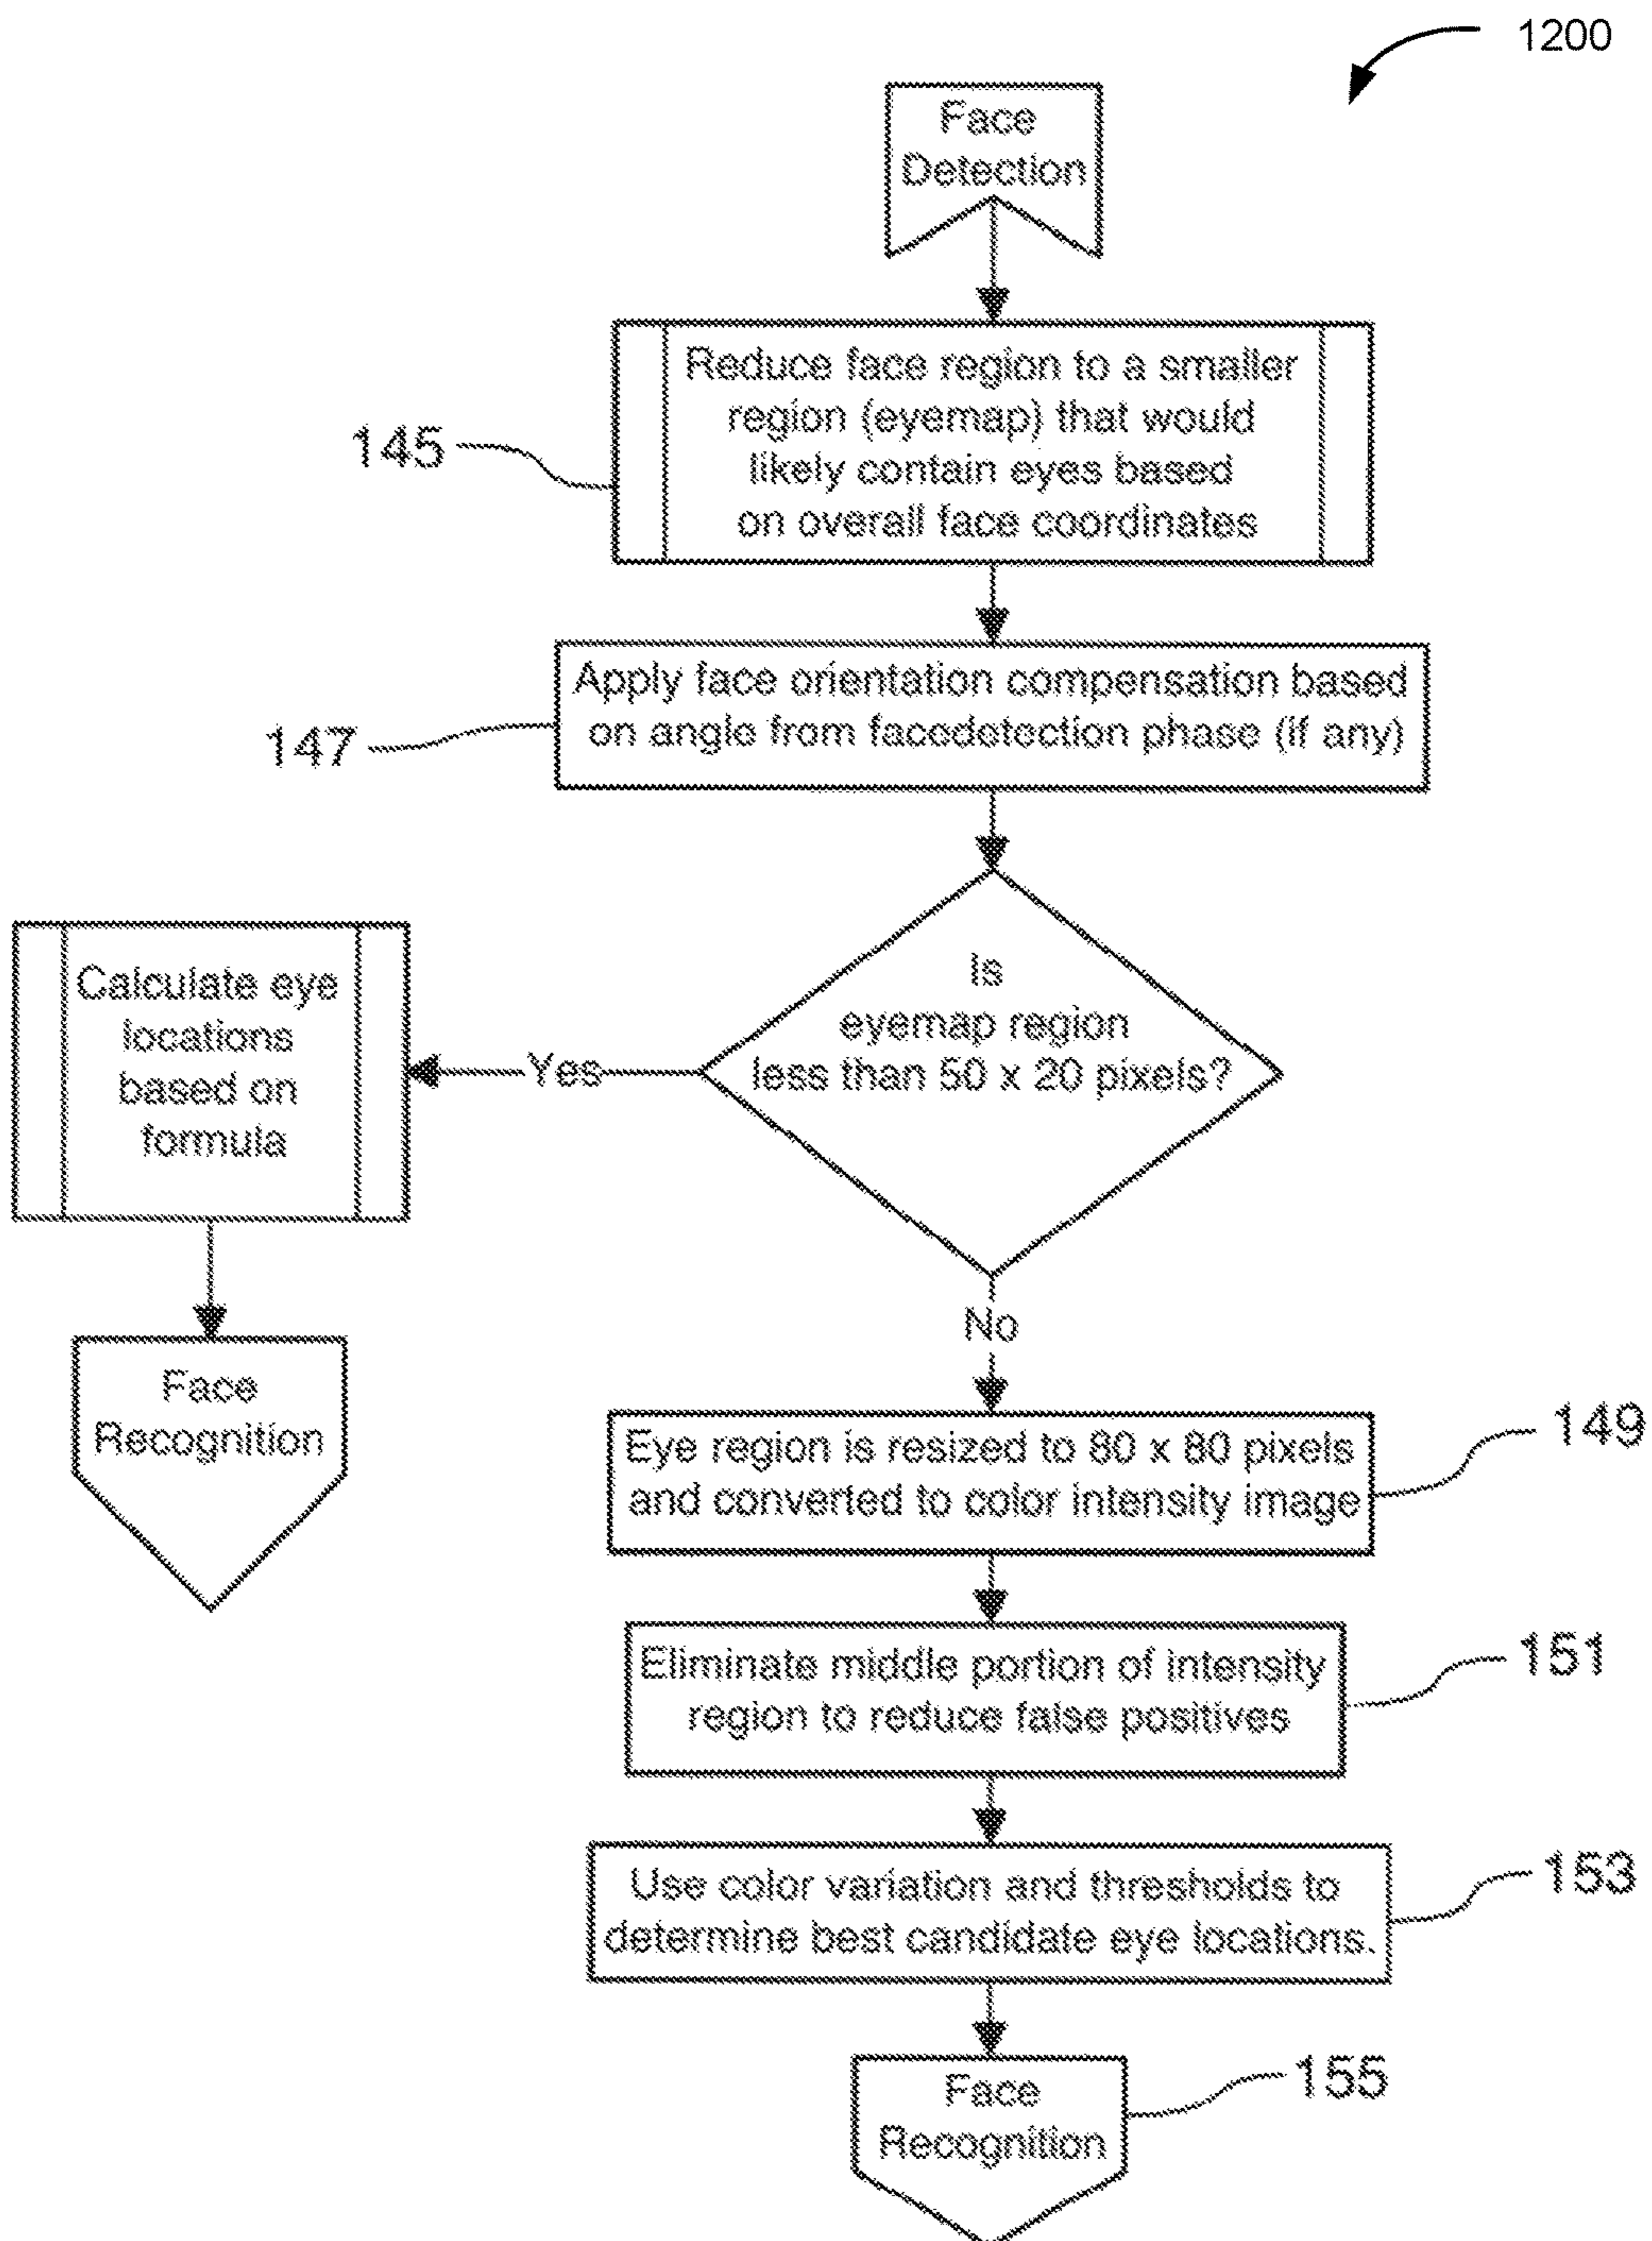 1200
Face
Detection
145
Reduce face region to a smaller
region (eyemap) that would
likely contain eyes based
on overall face coordinates
147
Apply face orientation compensation based
on angle from facedetection phase (if any)
Is
eyemap region
less than 50 x 20 pixels?
Yes
Calculate eye
locations
based on
formula
Face
Recognition
No
Eye region is resized to 80 x 80 pixels
and converted to color intensity image
149
Eliminate middle portion of intensity
region to reduce false positives
151
Use color variation and thresholds to
determine best candidate eye locations.
153
Face
Recognition
155